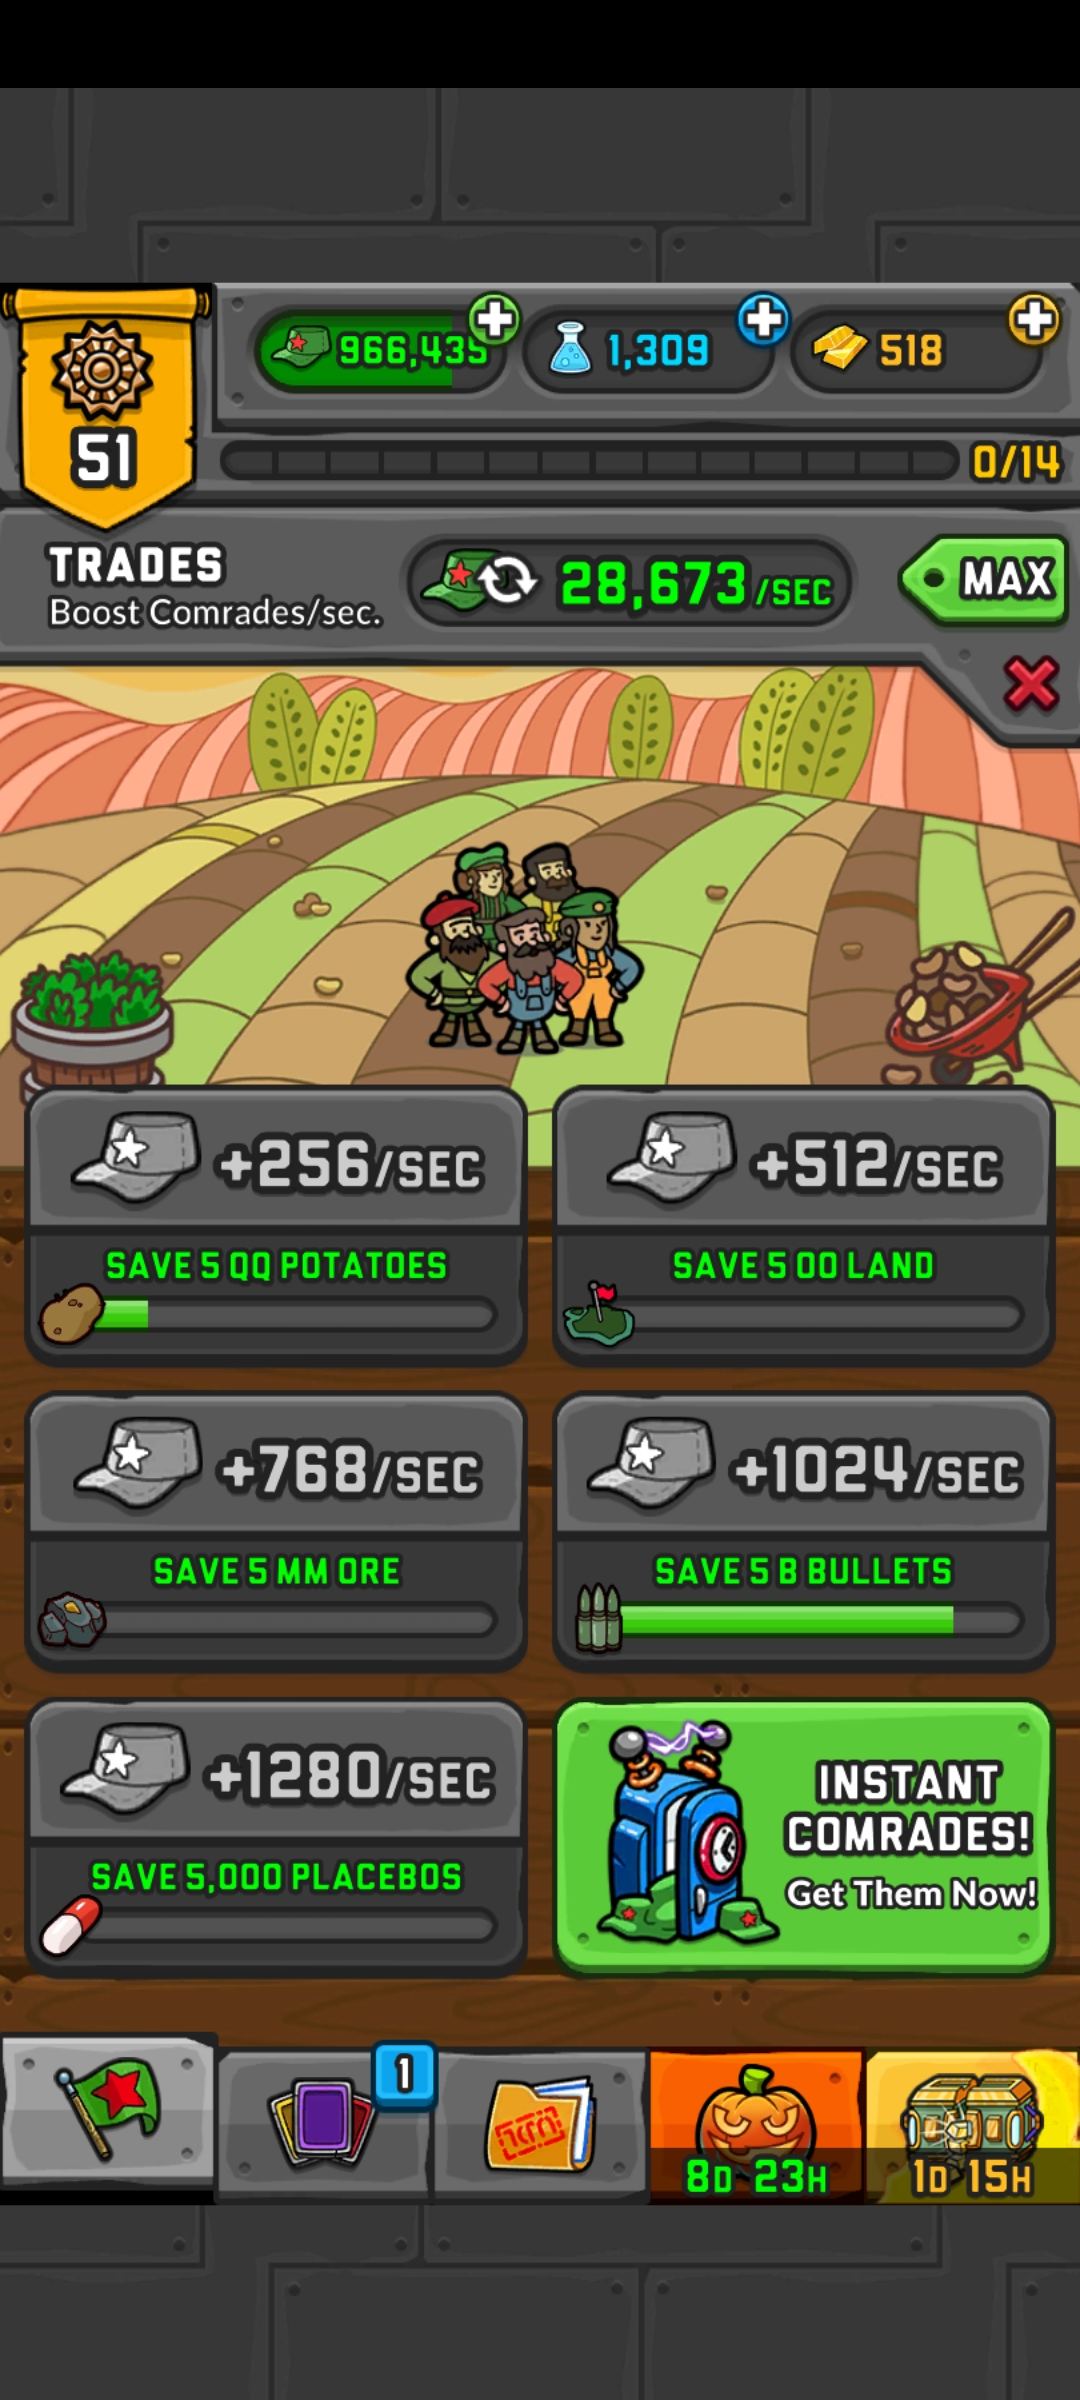 966,435
1,309
518
51
0/14
TRADES
Boost Comrades/sec.
28,673/SEC
MAX
+256/SEC
+512/SEC
SAVE 5 QQ POTATOES
SAVE 5 OO LAND
+768/SEC
+1024/SEC
SAVE 5 MM ORE
SAVE 5 B BULLETS
+1280/SEC
INSTANT
COMRADES!
Get Them Now!
SAVE 5,000 PLACEBOS
1
8D 23H
1D 15H